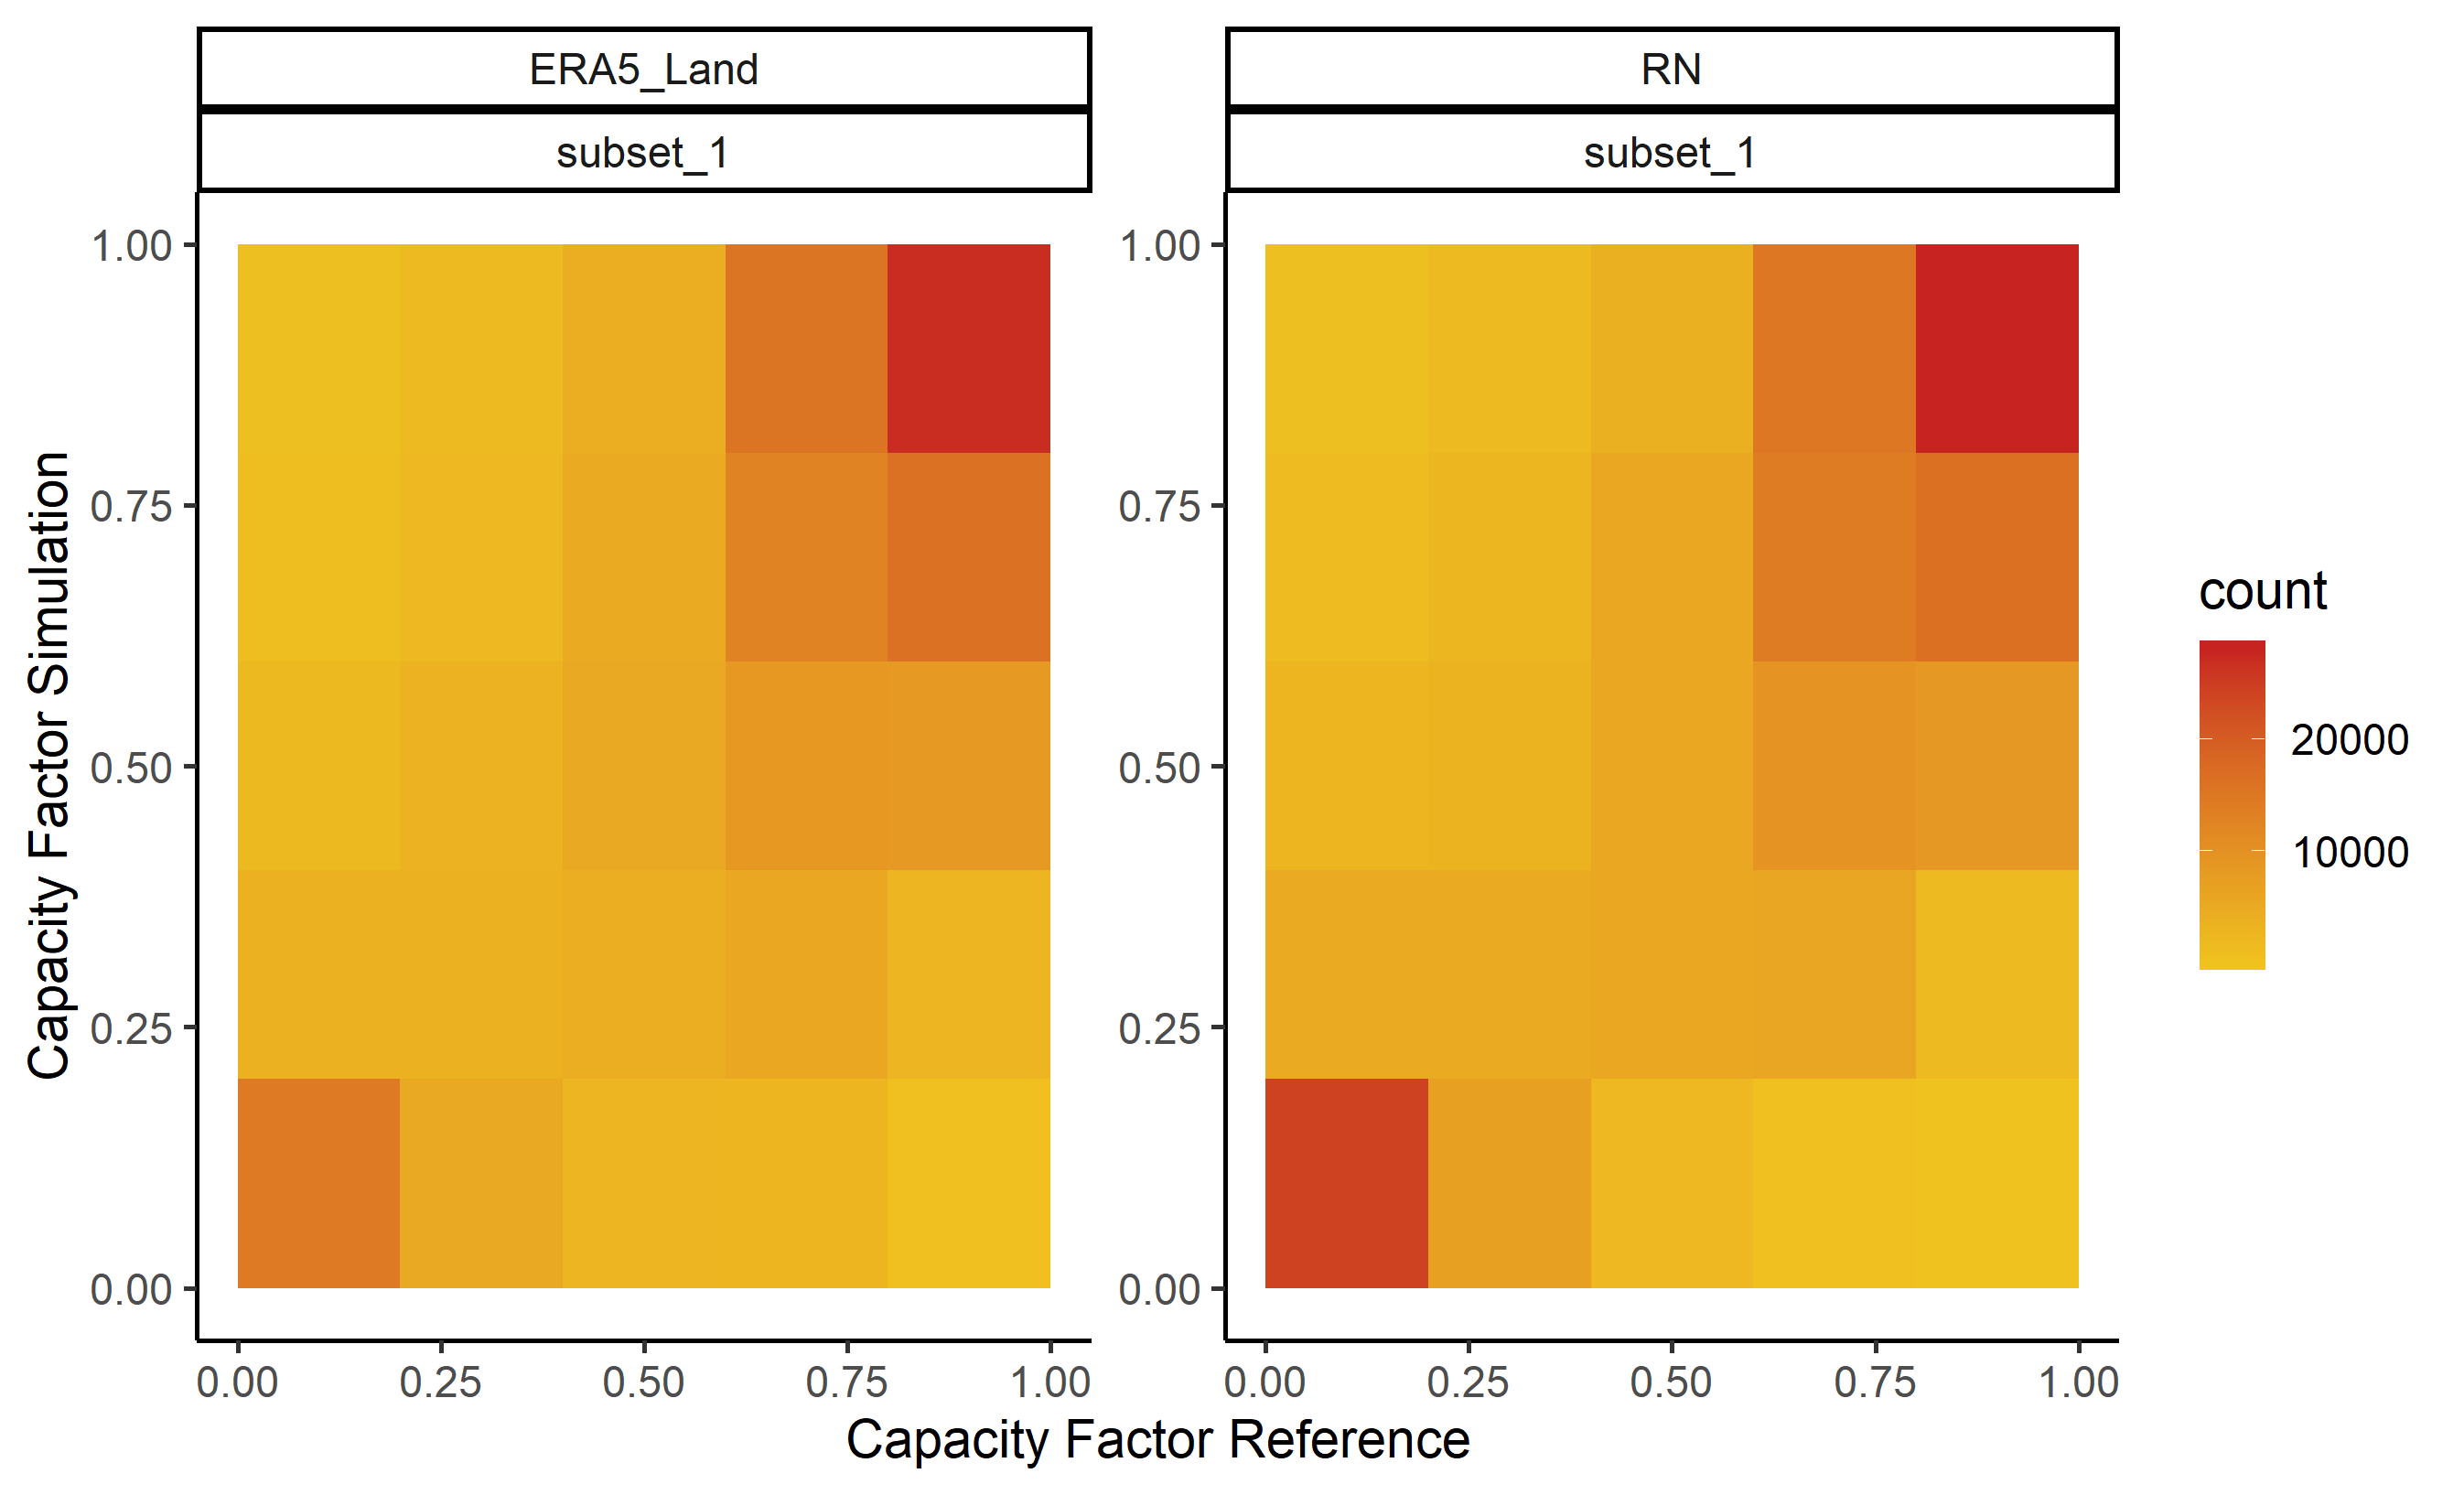 ERA5_Land
subset_1
RN
subset_1
Capacity Factor Simulation
1.00
0.75
0.50
0.25
0.00
1.00
0.75
0.50
0.25
0.00
0.00 0.25 0.50 0.75 1.00
0.00 0.25 0.50 0.75 1.00
Capacity Factor Reference
count
20000
10000